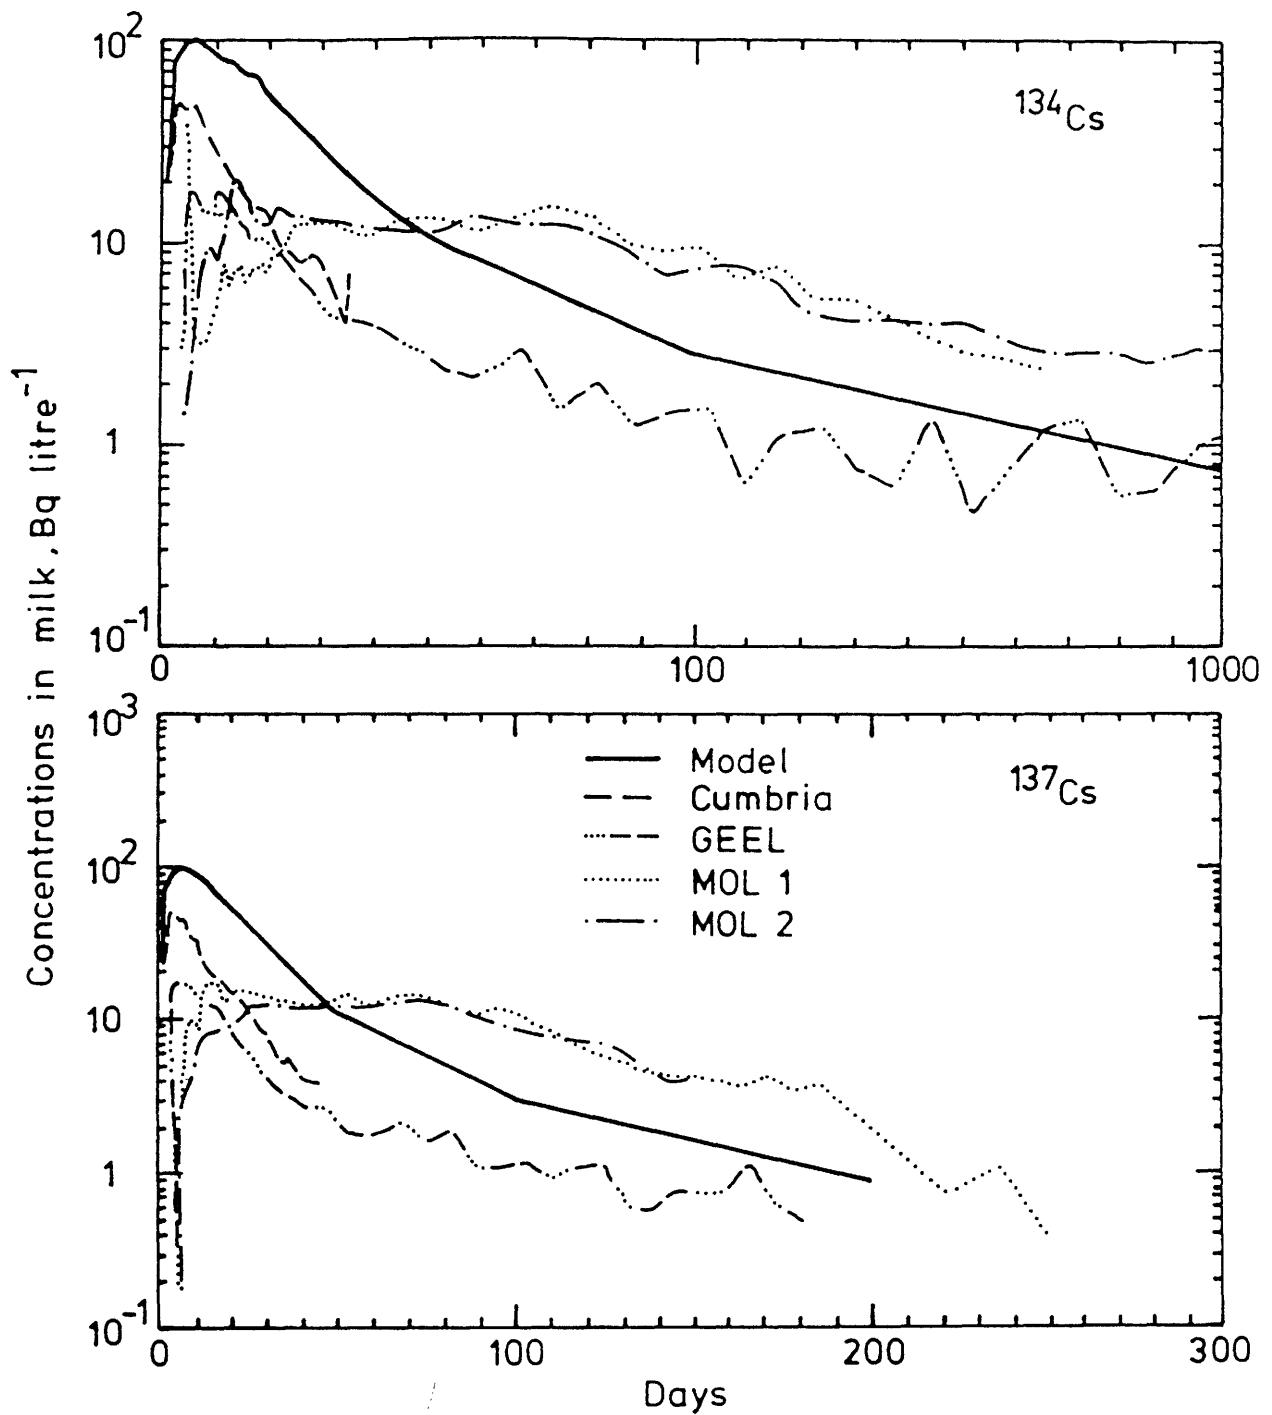 Concentrations in milk, Bq litre⁻¹
10²
10
1
10⁻¹
¹³⁴Cs
0 100 1000
10³
10²
10
1
10⁻¹
¹³⁷Cs
Model
Cumbria
GEEL
MOL 1
MOL 2
0 100 200 300
Days